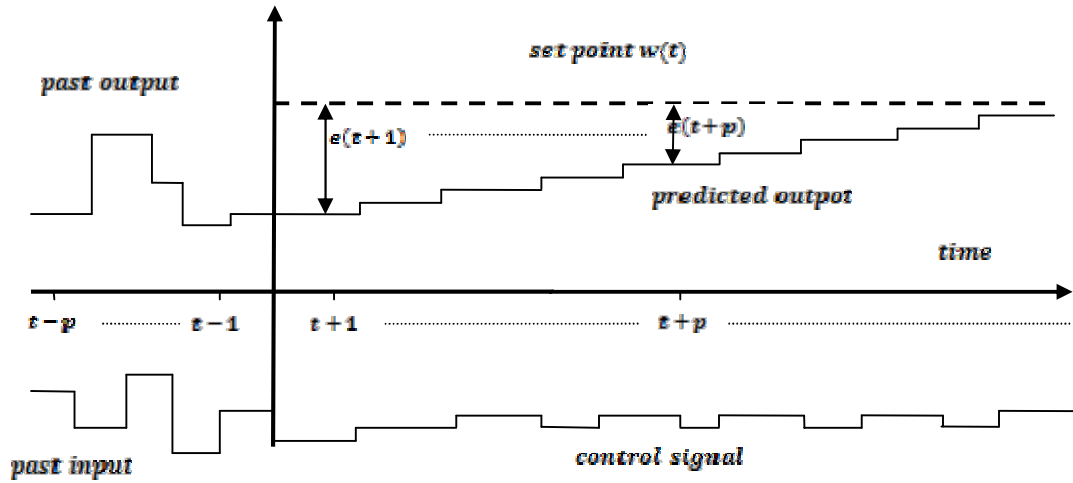 set point w(t)
past output
e(t+1)
e(t+p)
predicted outpot
time
t−p
t−1
t+1
t+p
control signal
past input